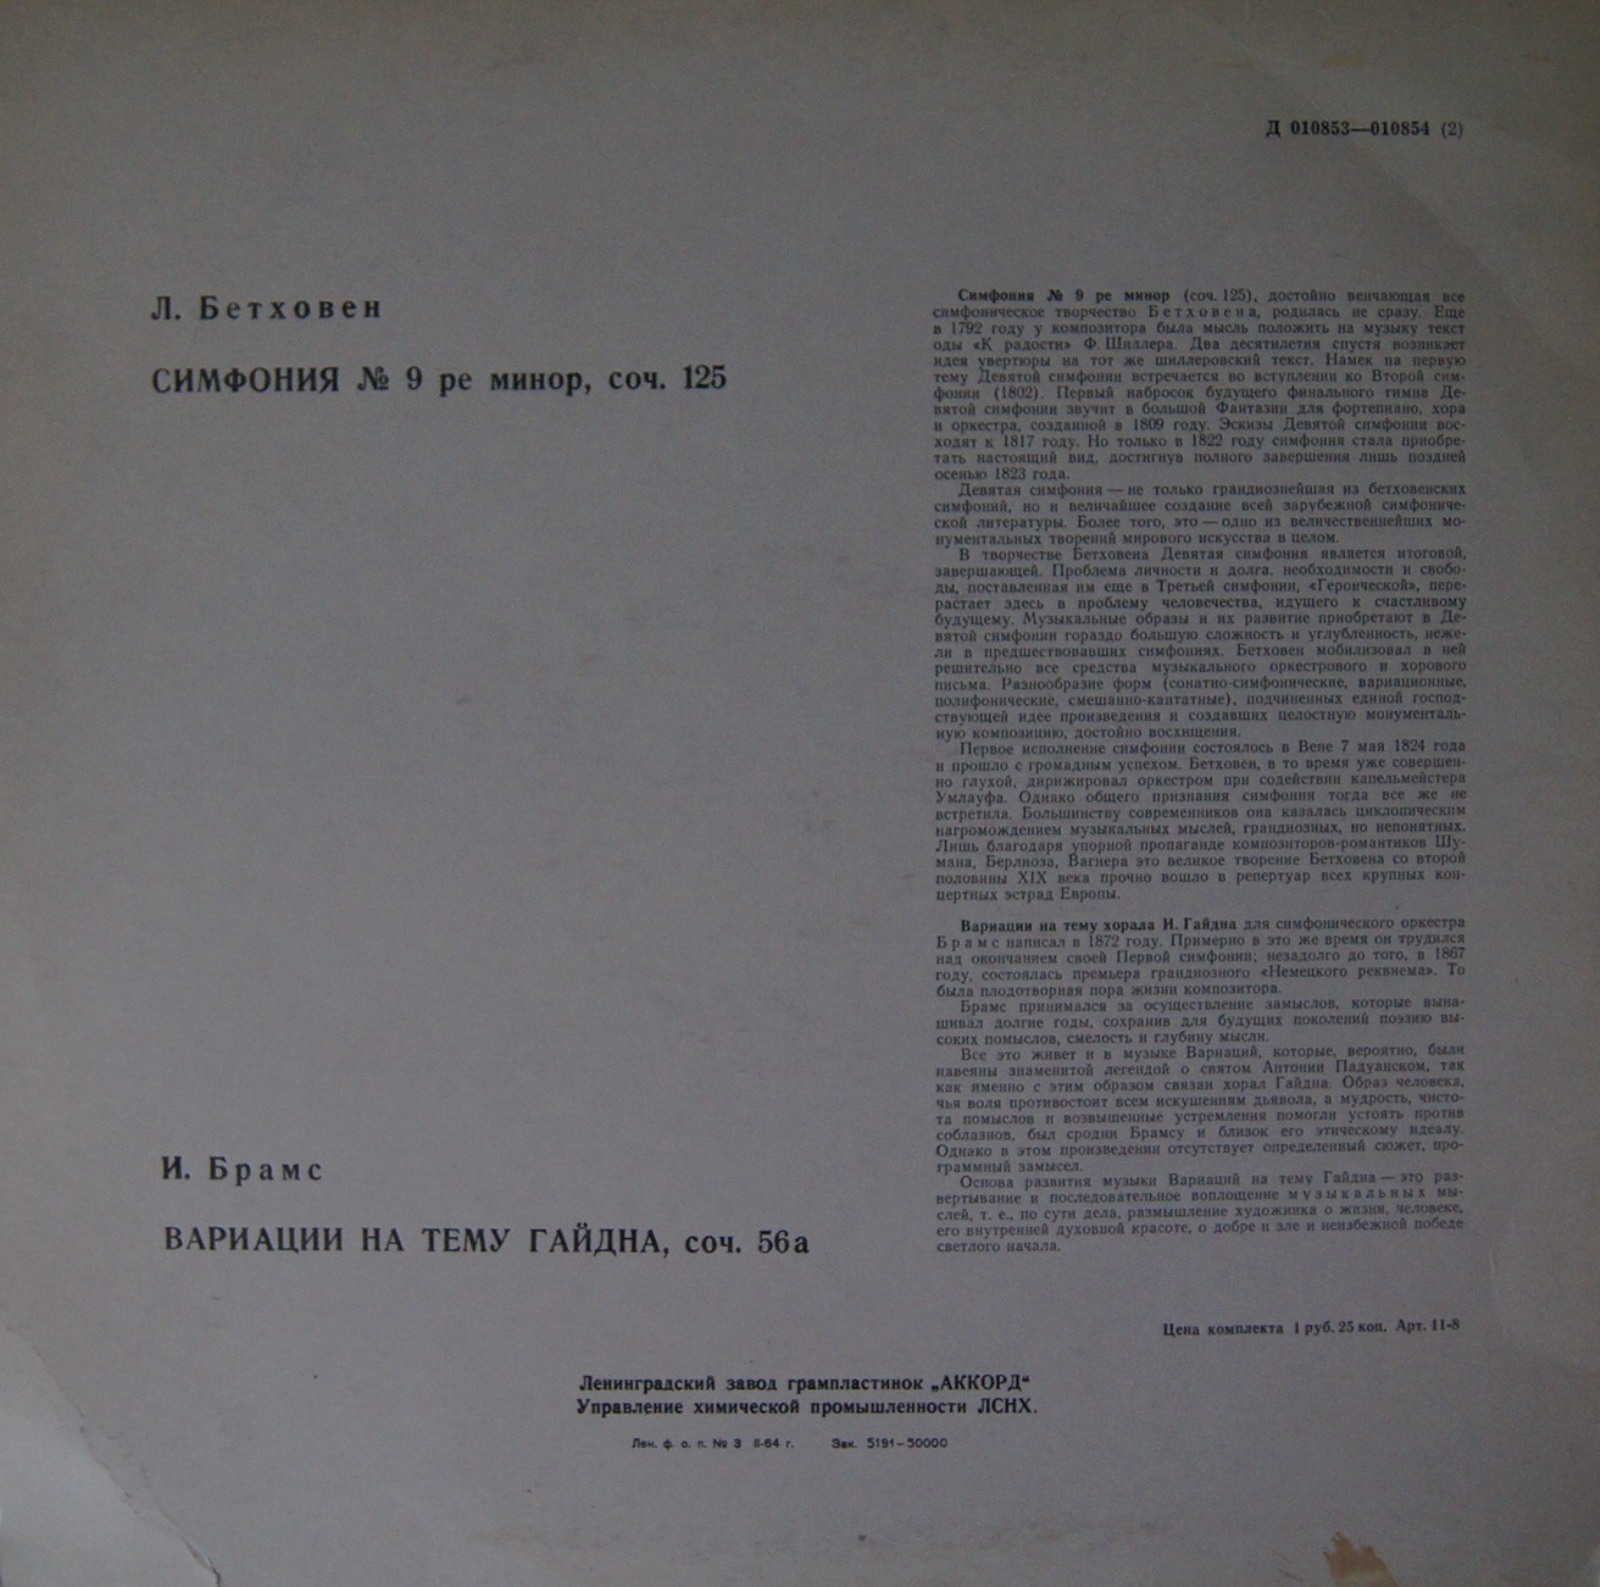 Д 010853—010854 (2)
Л. Бетховен
СИМФОНИЯ № 9 ре минор, соч. 125
Симфония № 9 ре минор (соч. 125), достойно венчающая все
симфоническое творчество Бетховена, родилась не сразу. Еще
в 1792 году у композитора была мысль положить на музыку текст
оды «К радости» Ф. Шиллера. Два десятилетия спустя возникает
идея увертюры на тот же шиллеровский текст. Намек на первую
тему Девятой симфонии встречается во вступлении ко Второй сим-
фонии (1802). Первый набросок будущего финального гимна Де-
вятой симфонии звучит в большой Фантазии для фортепиано, хора
и оркестра, созданной в 1809 году. Эскизы Девятой симфонии вос-
ходят к 1817 году. Но только в 1822 году симфония стала приобре-
тать настоящий вид, достигнув полного завершения лишь поздней
осенью 1823 года.
Девятая симфония — не только грандиознейшая из бетховенских
симфоний, но и величайшее создание всей зарубежной симфониче-
ской литературы. Более того, это — одно из величественнейших мо-
нументальных творений мирового искусства в целом.
В творчестве Бетховена Девятая симфония является итоговой,
завершающей. Проблема личности и долга, необходимости и свобо-
ды, поставленная им еще в Третьей симфонии, «Героической», пере-
растает здесь в проблему человечества, идущего к счастливому
будущему. Музыкальные образы и их развитие приобретают в Де-
вятой симфонии гораздо большую сложность и углубленность, неже-
ли в предшествовавших симфониях. Бетховен мобилизовал в ней
решительно все средства музыкального оркестрового и хорового
письма. Разнообразие форм (сонатно-симфонические, вариационные,
полифонические, смешанно-кантатные), подчиненных единой господ-
ствующей идее произведения и создавших целостную монументаль-
ную композицию, достойно восхищения.
Первое исполнение симфонии состоялось в Вене 7 мая 1824 года
и прошло с громадным успехом. Бетховен, в то время уже совершен-
но глухой, дирижировал оркестром при содействии капельмейстера
Умлауфа. Однако общего признания симфония тогда все же не
встретила. Большинству современников она казалась циклопическим
нагромождением музыкальных мыслей, грандиозных, но непонятных.
Лишь благодаря упорной пропаганде композиторов-романтиков Шу-
мана, Берлиоза, Вагнера это великое творение Бетховена со второй
половины XIX века прочно вошло в репертуар всех крупных кон-
цертных эстрад Европы.
Вариации на тему хорала И. Гайдна для симфонического оркестра
Брамс написал в 1872 году. Примерно в это же время он трудился
над окончанием своей Первой симфонии; незадолго до того, в 1867
году, состоялась премьера грандиозного «Немецкого реквиема». То
была плодотворная пора жизни композитора.
Брамс принимался за осуществление замыслов, которые вына-
шивал долгие годы, сохранив для будущих поколений поэзию вы-
соких помыслов, смелость и глубину мысли.
Все это живет и в музыке Вариаций, которые, вероятно, были
навеяны знаменитой легендой о святом Антонии Падуанском, так
как именно с этим образом связан хорал Гайдна. Образ человека,
чья воля противостоит всем искушениям дьявола, а мудрость, чисто-
та помыслов и возвышенные устремления помогли устоять против
соблазнов, был сродни Брамсу и близок его этическому идеалу.
Однако в этом произведении отсутствует определенный сюжет, про-
граммный замысел.
Основа развития музыки Вариаций на тему Гайдна — это раз-
вертывание и последовательное воплощение музыкальных мы-
слей, т. е., по сути дела, размышление художника о жизни, человеке,
его внутренней духовной красоте, о добре и зле и неизбежной победе
светлого начала.
И. Брамс
ВАРИАЦИИ НА ТЕМУ ГАЙДНА, соч. 56а
Цена комплекта 1 руб. 25 коп. Арт. 11-8
Ленинградский завод грампластинок „АККОРД“
Управление химической промышленности ЛСНХ.
Лен. ф. о. п. № 3 II-64 г. Зак. 5191—50000